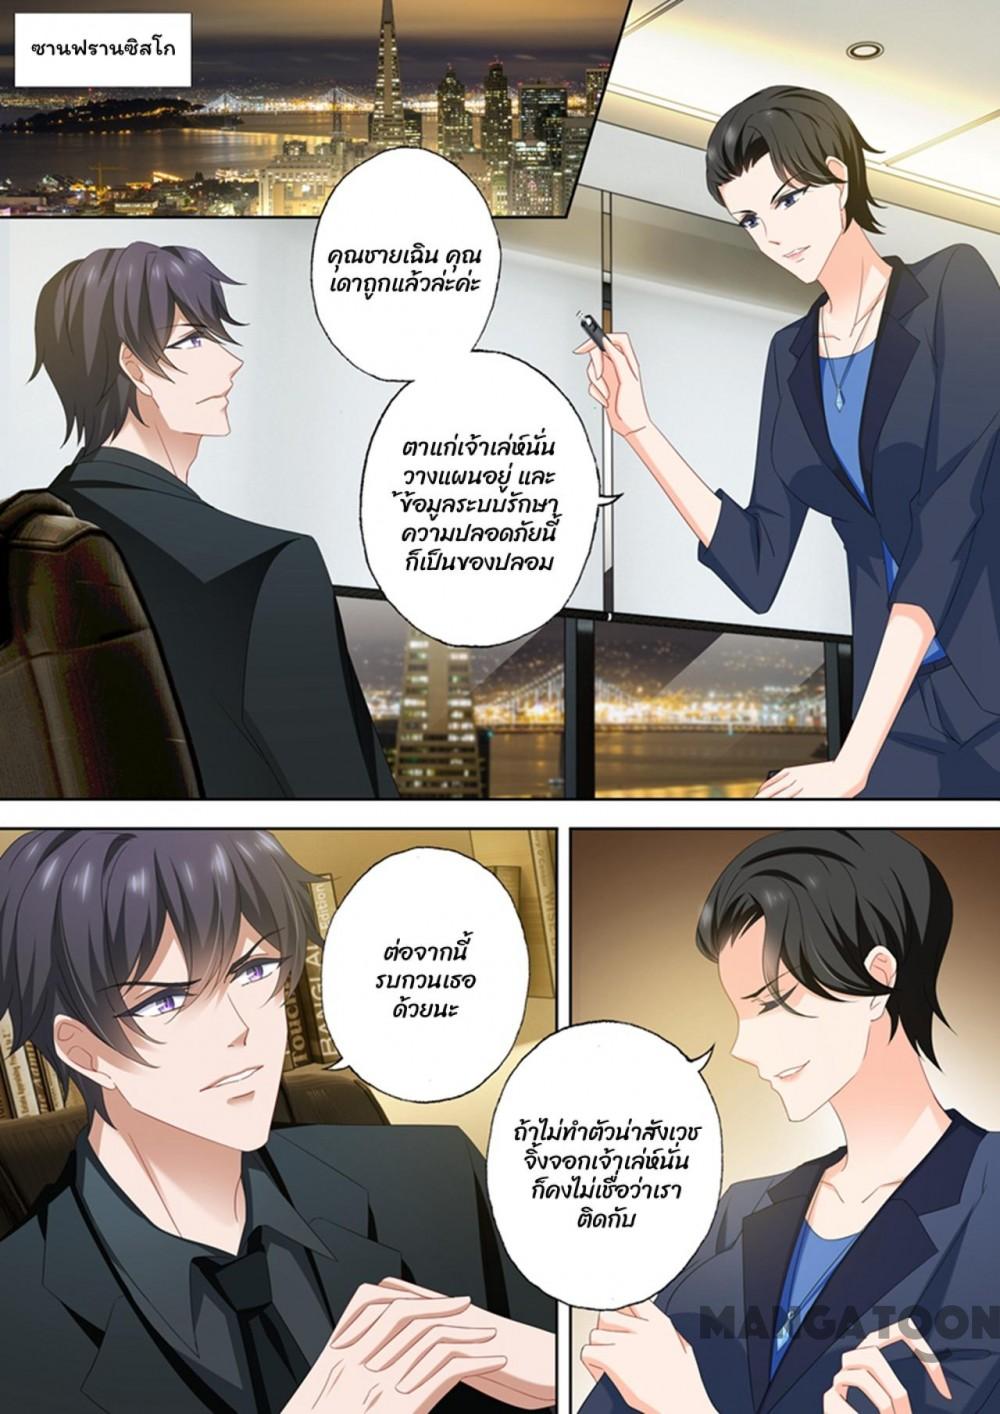 ซานฟรานซิสโก
คุณชายเฉิน คุณ
เดาถูกแล้วล่ะค่ะ
ตาแก่เจ้าเล่ห์นั่น
วางแผนอยู่ และ
ข้อมูลระบบรักษา
ความปลอดภัยนี้
ก็เป็นของปลอม
ต่อจากนี้
รบกวนเธอ
ด้วยนะ
ถ้าไม่ทำตัวน่าสังเวช
จิ้งจอกเจ้าเล่ห์นั่น
ก็คงไม่เชื่อว่าเรา
ติดกับ
MANGATOON